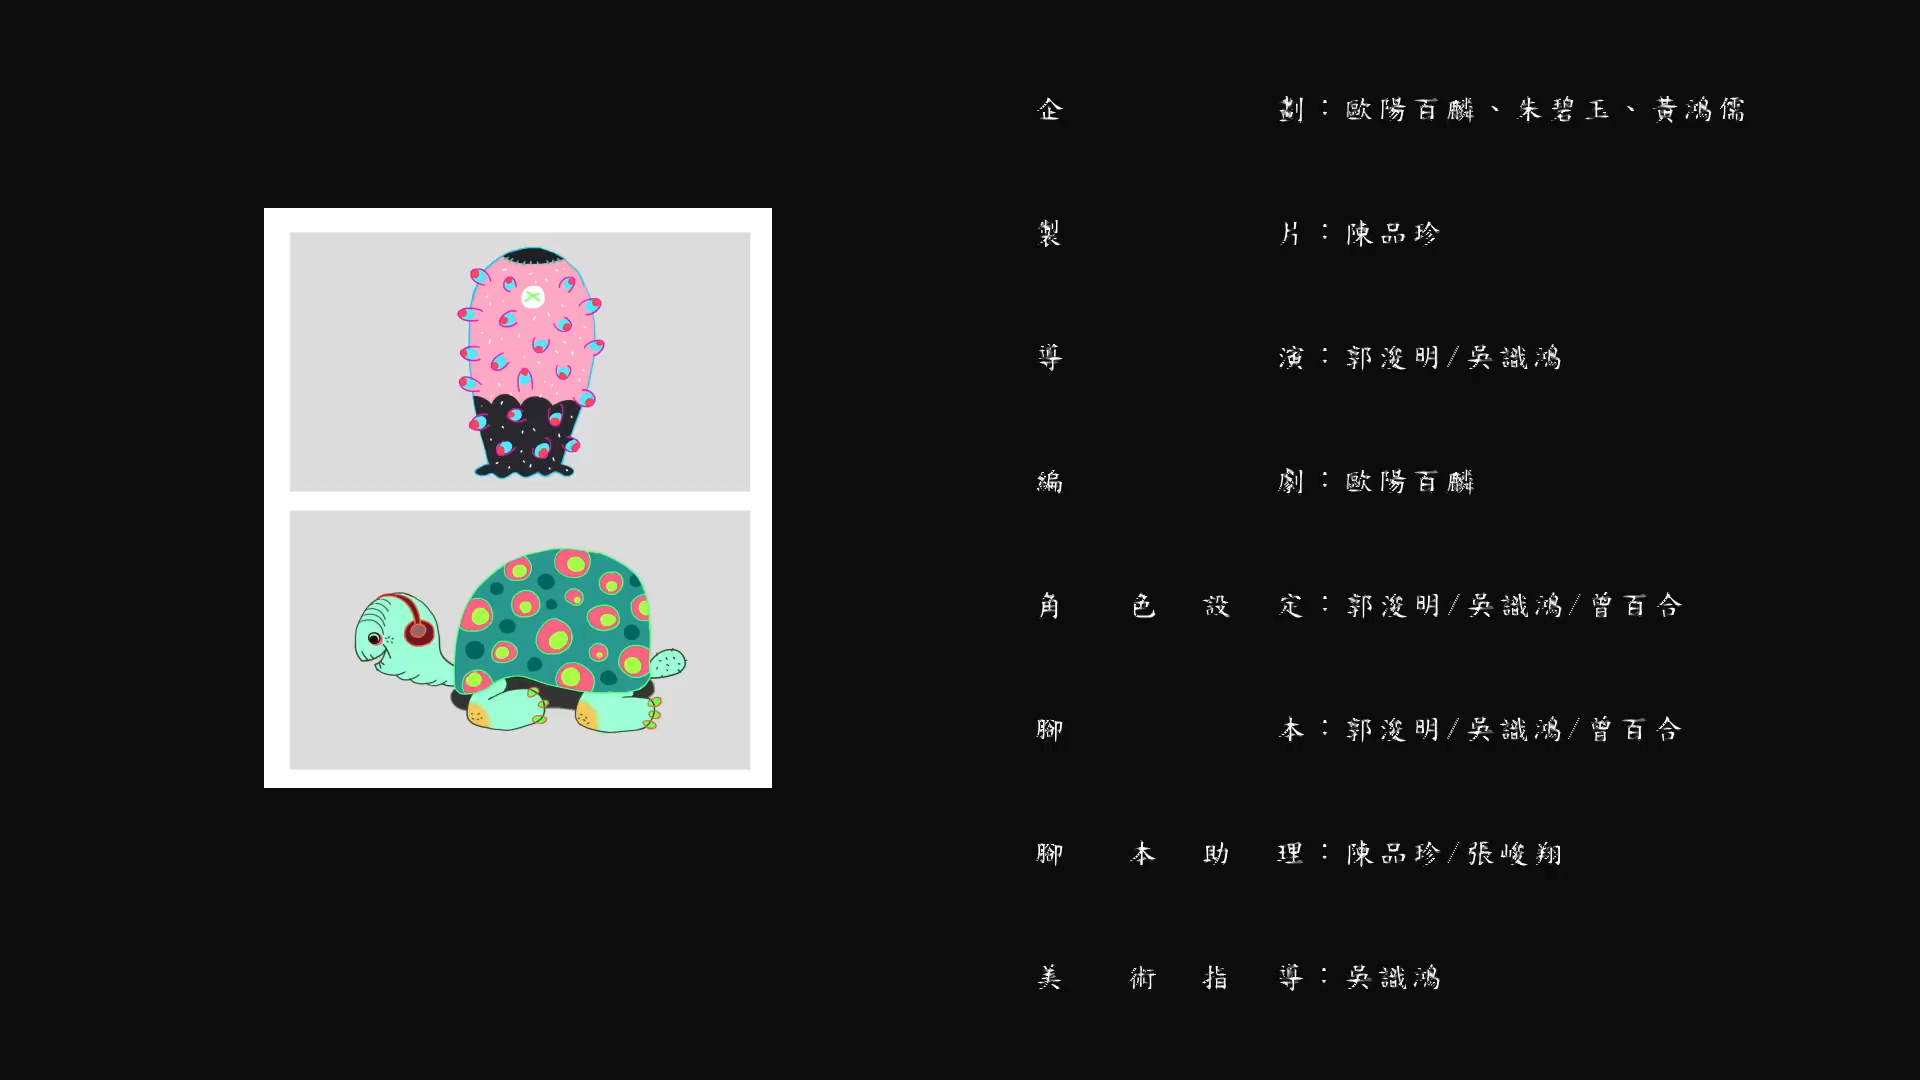 企劃：歐陽百麟、朱碧玉、黃鴻儒
製片：陳品珍
導演：郭浚明/吳識鴻
編劇：歐陽百麟
角色設定：郭浚明/吳識鴻/曾百合
腳本：郭浚明/吳識鴻/曾百合
腳本助理：陳品珍/張峻翔
美術指導：吳識鴻